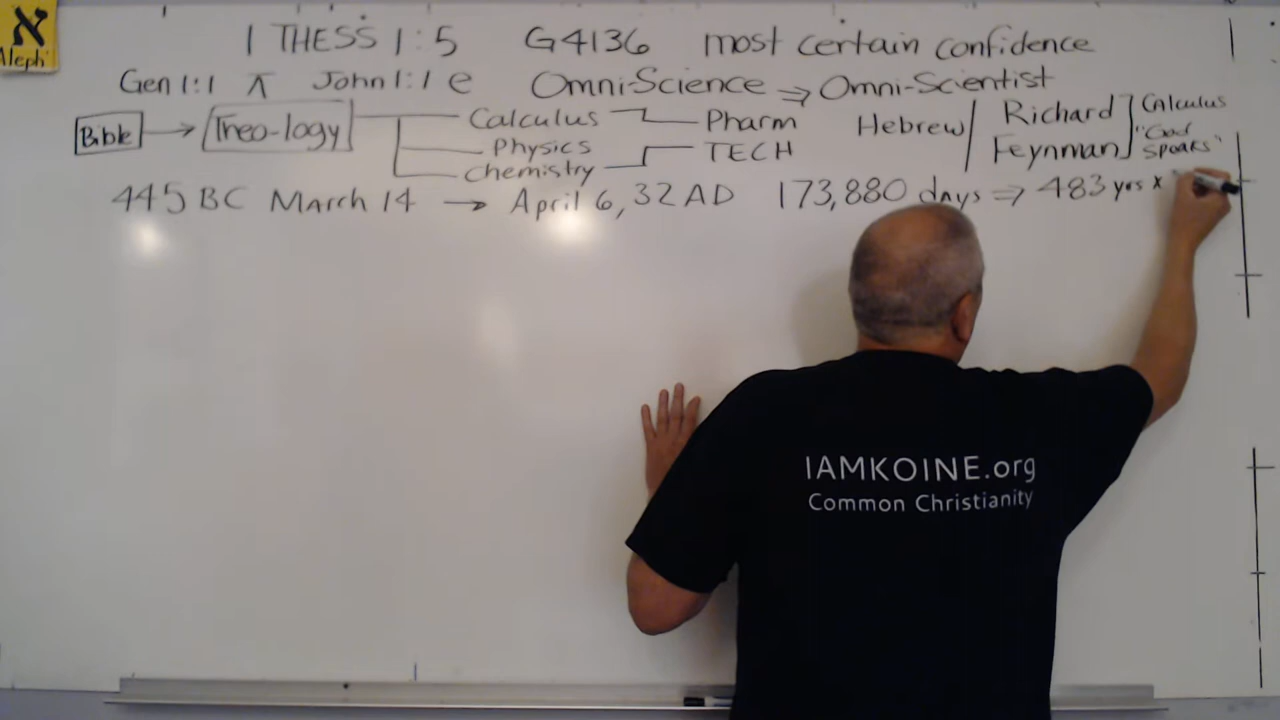 א
Aleph
1 THESS 1:5 G4136 most certain confidence
Gen 1:1 π John 1:1 e Omni-Science ⇒ Omni-Scientist
Bible → Theo-logy
Calculus
Physics
Chemistry
Pharm
TECH
Hebrew
Richard
Feynman
Calculus
"God
Speaks"
445 BC March 14 → April 6, 32 AD 173,880 days ⇒ 483 yrs x
IAMKOINE.org
Common Christianity